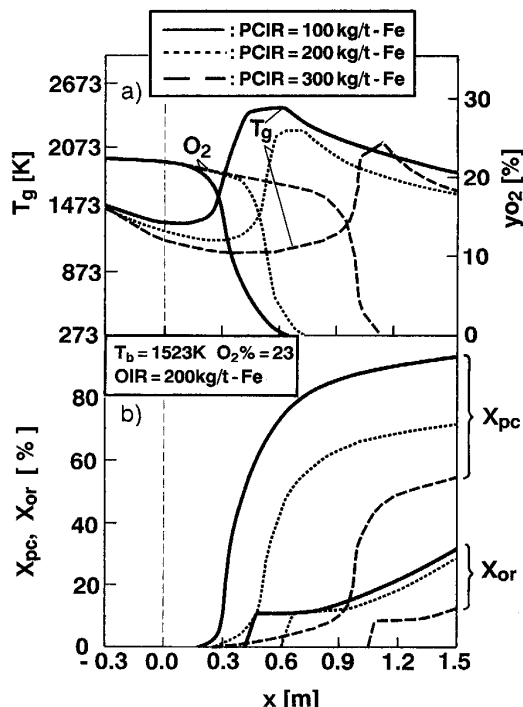 : PCIR = 100 kg/t - Fe
: PCIR = 200 kg/t - Fe
: PCIR = 300 kg/t - Fe
a)
Tg [K]
2673
2073
1473
873
273
O2
Tg
yo2 [%]
30
20
10
0
Tb = 1523K O2% = 23
OIR = 200kg/t - Fe
b)
Xpc, Xor [%]
80
60
40
20
0
Xpc
Xor
- 0.3 0.0 0.3 0.6 0.9 1.2 1.5
x [m]